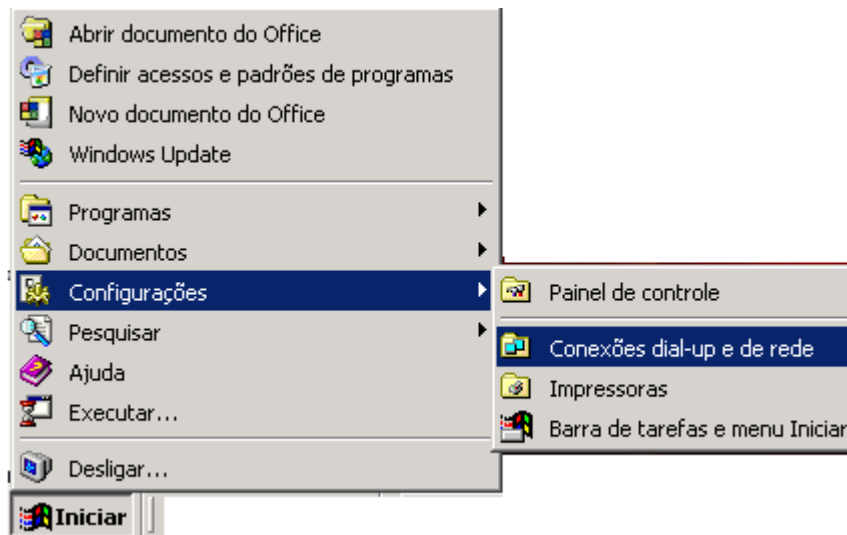 Abrir documento do Office
Definir acessos e padrões de programas
Novo documento do Office
Windows Update
Programas
Documentos
Configurações
Pesquisar
Ajuda
Executar...
Desligar...
Iniciar
Painel de controle
Conexões dial-up e de rede
Impressoras
Barra de tarefas e menu Iniciar